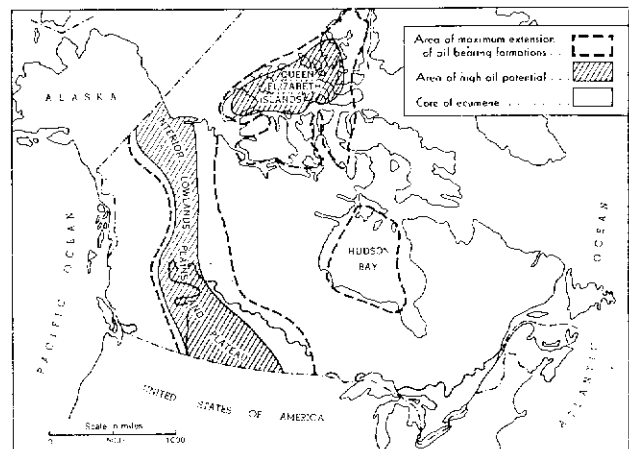 Area of maximum extension
of oil bearing formations
Area of high oil potential
Core of ecumene
ALASKA
QUEEN
ELIZABETH
ISLANDS
INTERIOR LOWLANDS PLAINS
PLATEAU
HUDSON
BAY
PACIFIC OCEAN
ATLANTIC OCEAN
UNITED STATES OF AMERICA
Scale in miles
0
1000